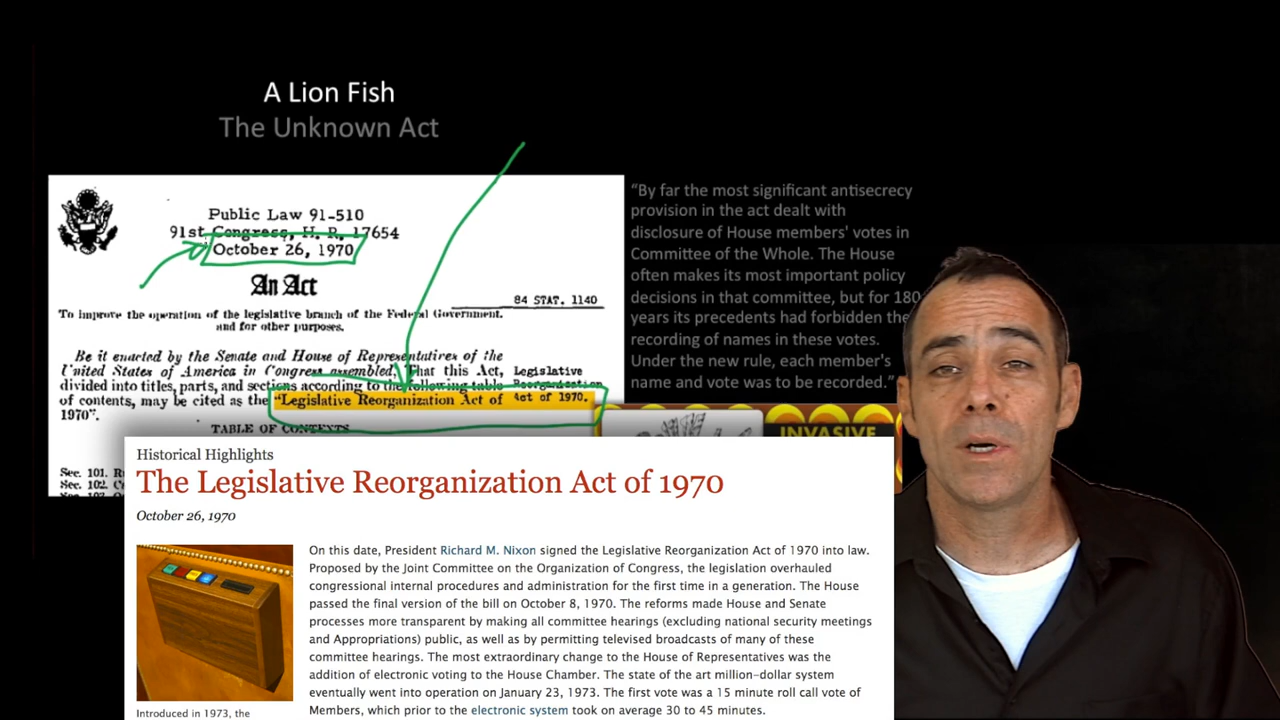 A Lion Fish
The Unknown Act
Public Law 91-510
91st Congress, H. R. 17654
October 26, 1970
An Act
84 STAT. 1140
To improve the operation of the legislative branch of the Federal Government,
and for other purposes.
Be it enacted by the Senate and House of Representatives of the
United States of America in Congress assembled, That this Act,
divided into titles, parts, and sections according to the following table
of contents, may be cited as the "Legislative Reorganization Act of
1970".
Legislative
Reorganization
Act of 1970.
TABLE OF CONTENTS
Sec. 101.
Sec. 102.
“By far the most significant antisecrecy
provision in the act dealt with
disclosure of House members' votes in
Committee of the Whole. The House
often makes its most important policy
decisions in that committee, but for 180
years its precedents had forbidden the
recording of names in these votes.
Under the new rule, each member's
name and vote was to be recorded.”
INVASIVE
Historical Highlights
The Legislative Reorganization Act of 1970
October 26, 1970
On this date, President Richard M. Nixon signed the Legislative Reorganization Act of 1970 into law.
Proposed by the Joint Committee on the Organization of Congress, the legislation overhauled
congressional internal procedures and administration for the first time in a generation. The House
passed the final version of the bill on October 8, 1970. The reforms made House and Senate
processes more transparent by making all committee hearings (excluding national security meetings
and Appropriations) public, as well as by permitting televised broadcasts of many of these
committee hearings. The most extraordinary change to the House of Representatives was the
addition of electronic voting to the House Chamber. The state of the art million-dollar system
eventually went into operation on January 23, 1973. The first vote was a 15 minute roll call vote of
Members, which prior to the electronic system took on average 30 to 45 minutes.
Introduced in 1973, the